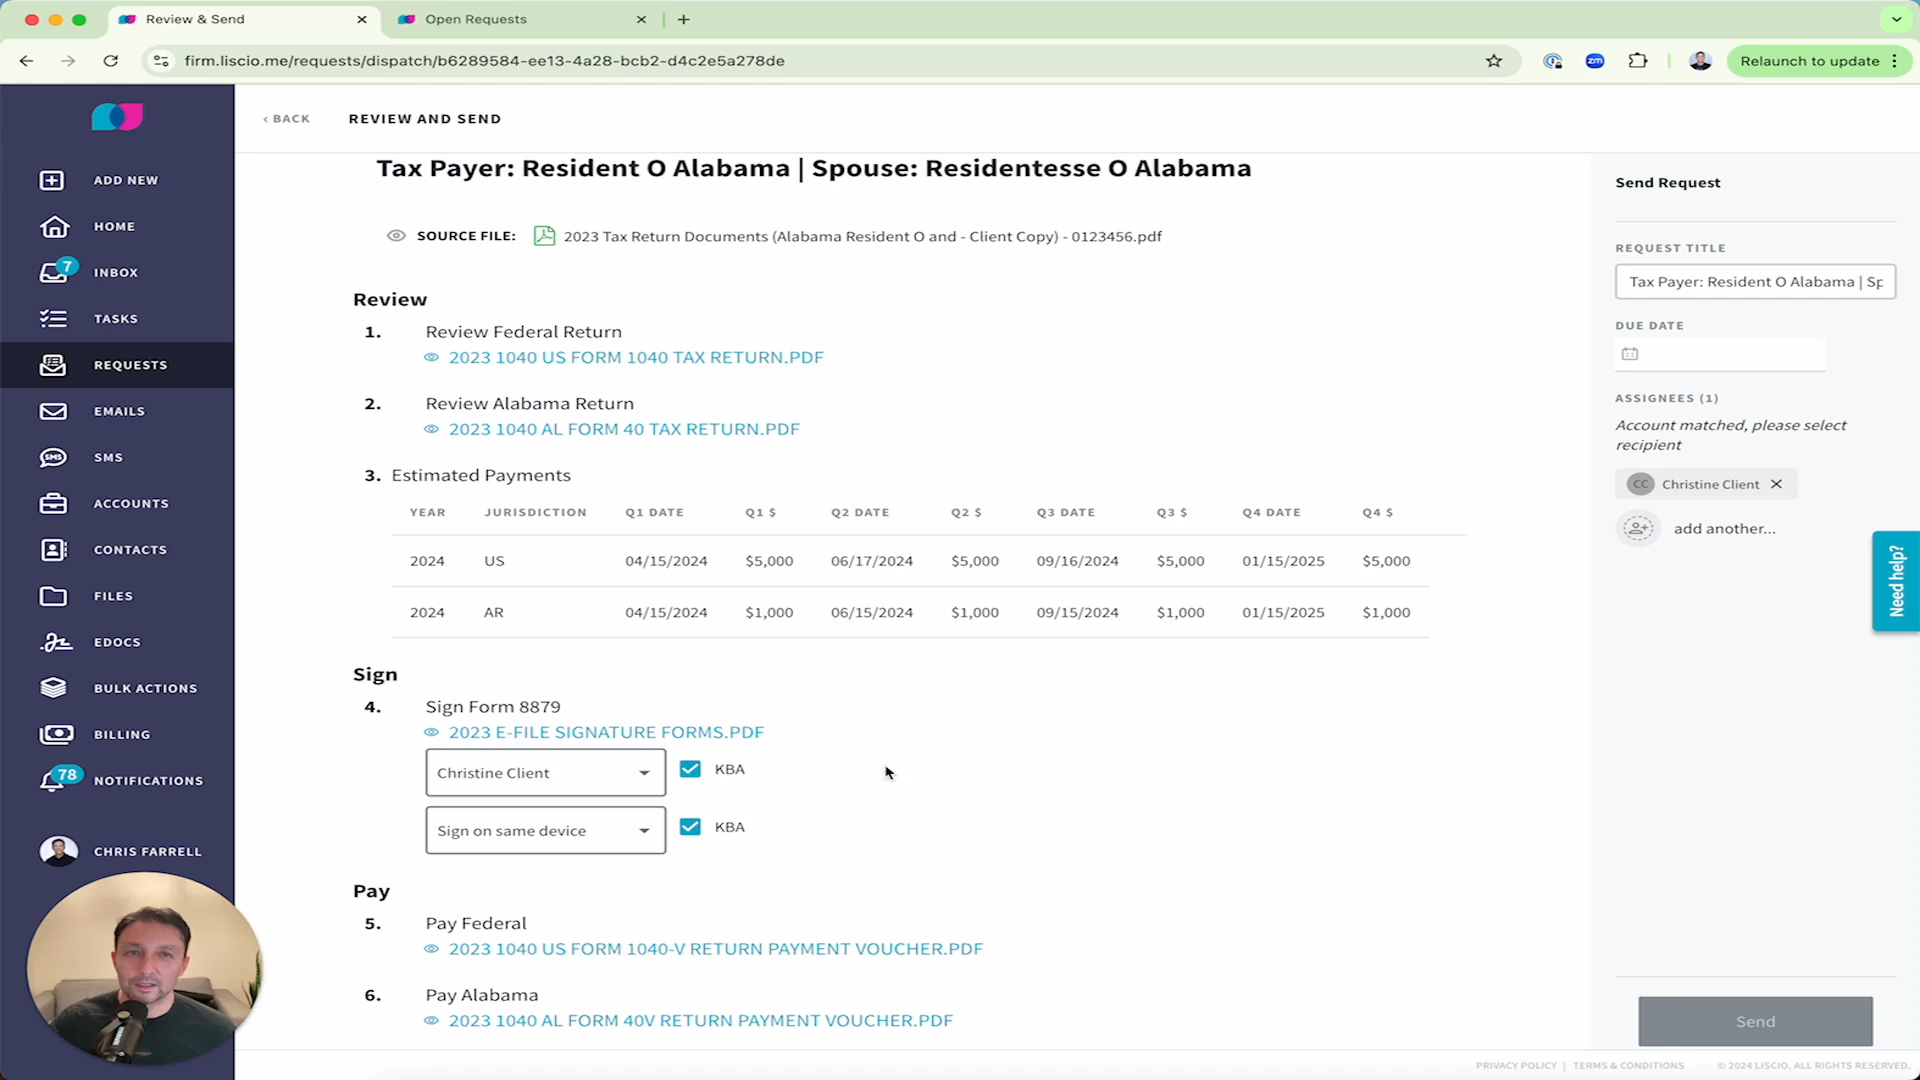 Review & Send
Open Requests
firm.liscio.me/requests/dispatch/b6289584-ee13-4a28-bcb2-d4c2e5a278de
zm
Relaunch to update
ADD NEW
HOME
7
INBOX
TASKS
REQUESTS
EMAILS
SMS
SMS
ACCOUNTS
CONTACTS
FILES
EDOCS
BULK ACTIONS
BILLING
78
NOTIFICATIONS
CHRIS FARRELL
‹ BACK
REVIEW AND SEND
Tax Payer: Resident O Alabama | Spouse: Residentesse O Alabama
SOURCE FILE: 2023 Tax Return Documents (Alabama Resident O and - Client Copy) - 0123456.pdf
Review
1. Review Federal Return
2023 1040 US FORM 1040 TAX RETURN.PDF
2. Review Alabama Return
2023 1040 AL FORM 40 TAX RETURN.PDF
3. Estimated Payments
YEAR JURISDICTION Q1 DATE Q1 $ Q2 DATE Q2 $ Q3 DATE Q3 $ Q4 DATE Q4 $
2024 US 04/15/2024 $5,000 06/17/2024 $5,000 09/16/2024 $5,000 01/15/2025 $5,000
2024 AR 04/15/2024 $1,000 06/15/2024 $1,000 09/15/2024 $1,000 01/15/2025 $1,000
Sign
4. Sign Form 8879
2023 E-FILE SIGNATURE FORMS.PDF
Christine Client KBA
Sign on same device KBA
Pay
5. Pay Federal
2023 1040 US FORM 1040-V RETURN PAYMENT VOUCHER.PDF
6. Pay Alabama
2023 1040 AL FORM 40V RETURN PAYMENT VOUCHER.PDF
Send Request
REQUEST TITLE
Tax Payer: Resident O Alabama | Sp
DUE DATE
ASSIGNEES (1)
Account matched, please select
recipient
CC Christine Client
add another...
Need help?
Send
PRIVACY POLICY | TERMS & CONDITIONS © 2024 LISCIO. ALL RIGHTS RESERVED.